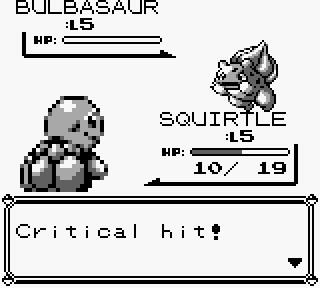 BULBASAUR
:L5
HP:
SQUIRTLE
:L5
HP:
10/ 19
Critical hit!